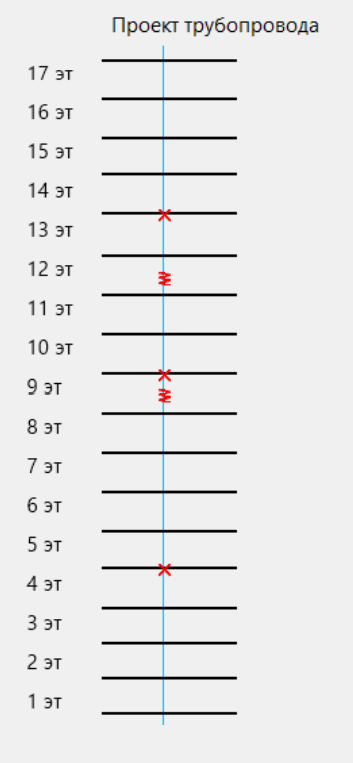 Проект трубопровода
17 эт
16 эт
15 эт
14 эт
13 эт
12 эт
11 эт
10 эт
9 эт
8 эт
7 эт
6 эт
5 эт
4 эт
3 эт
2 эт
1 эт